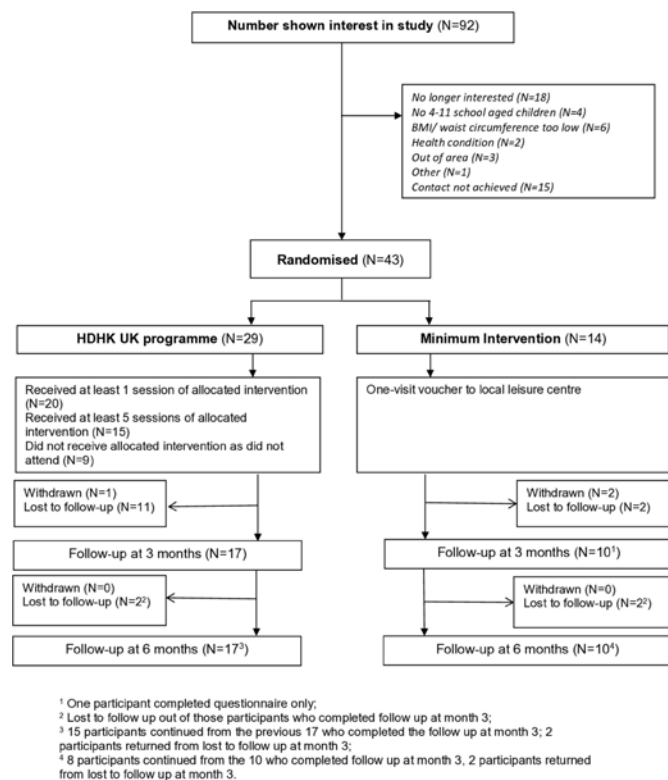 Number shown interest in study (N=92)
No longer interested (N=18)
No 4-11 school aged children (N=4)
BMI/ waist circumference too low (N=6)
Health condition (N=2)
Out of area (N=3)
Other (N=1)
Contact not achieved (N=15)
Randomised (N=43)
HDHK UK programme (N=29)
Minimum Intervention (N=14)
Received at least 1 session of allocated intervention
(N=20)
Received at least 5 sessions of allocated
intervention (N=15)
Did not receive allocated intervention as did not
attend (N=9)
One-visit voucher to local leisure centre
Withdrawn (N=1)
Lost to follow-up (N=11)
Withdrawn (N=2)
Lost to follow-up (N=2)
Follow-up at 3 months (N=17)
Follow-up at 3 months (N=10¹)
Withdrawn (N=0)
Lost to follow-up (N=2²)
Withdrawn (N=0)
Lost to follow-up (N=2²)
Follow-up at 6 months (N=17³)
Follow-up at 6 months (N=10⁴)
¹ One participant completed questionnaire only;
² Lost to follow up out of those participants who completed follow up at month 3;
³ 15 participants continued from the previous 17 who completed the follow up at month 3; 2
participants returned from lost to follow up at month 3;
⁴ 8 participants continued from the 10 who completed follow up at month 3, 2 participants returned
from lost to follow up at month 3.